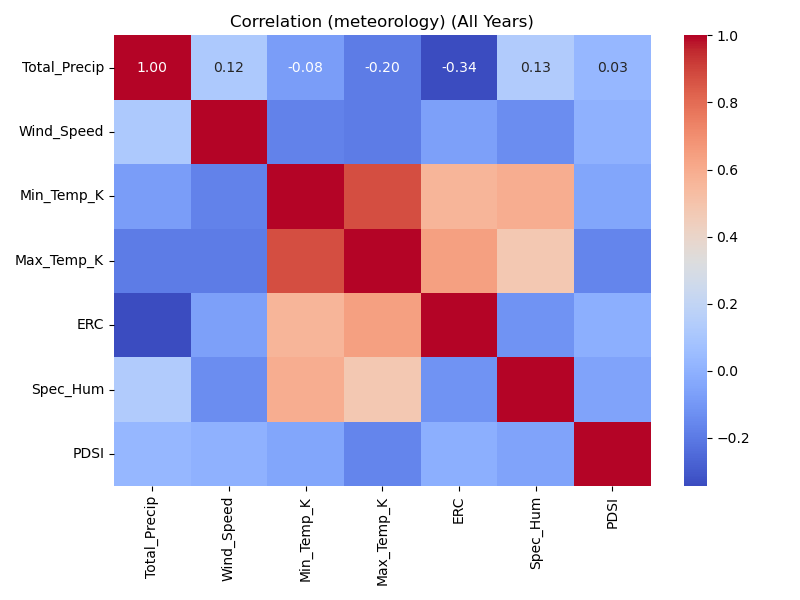 Correlation (meteorology) (All Years)
Total_Precip 1.00 0.12 -0.08 -0.20 -0.34 0.13 0.03
Wind_Speed
Min_Temp_K
Max_Temp_K
ERC
Spec_Hum
PDSI
Total_Precip
Wind_Speed
Min_Temp_K
Max_Temp_K
ERC
Spec_Hum
PDSI
1.0
0.8
0.6
0.4
0.2
0.0
−0.2